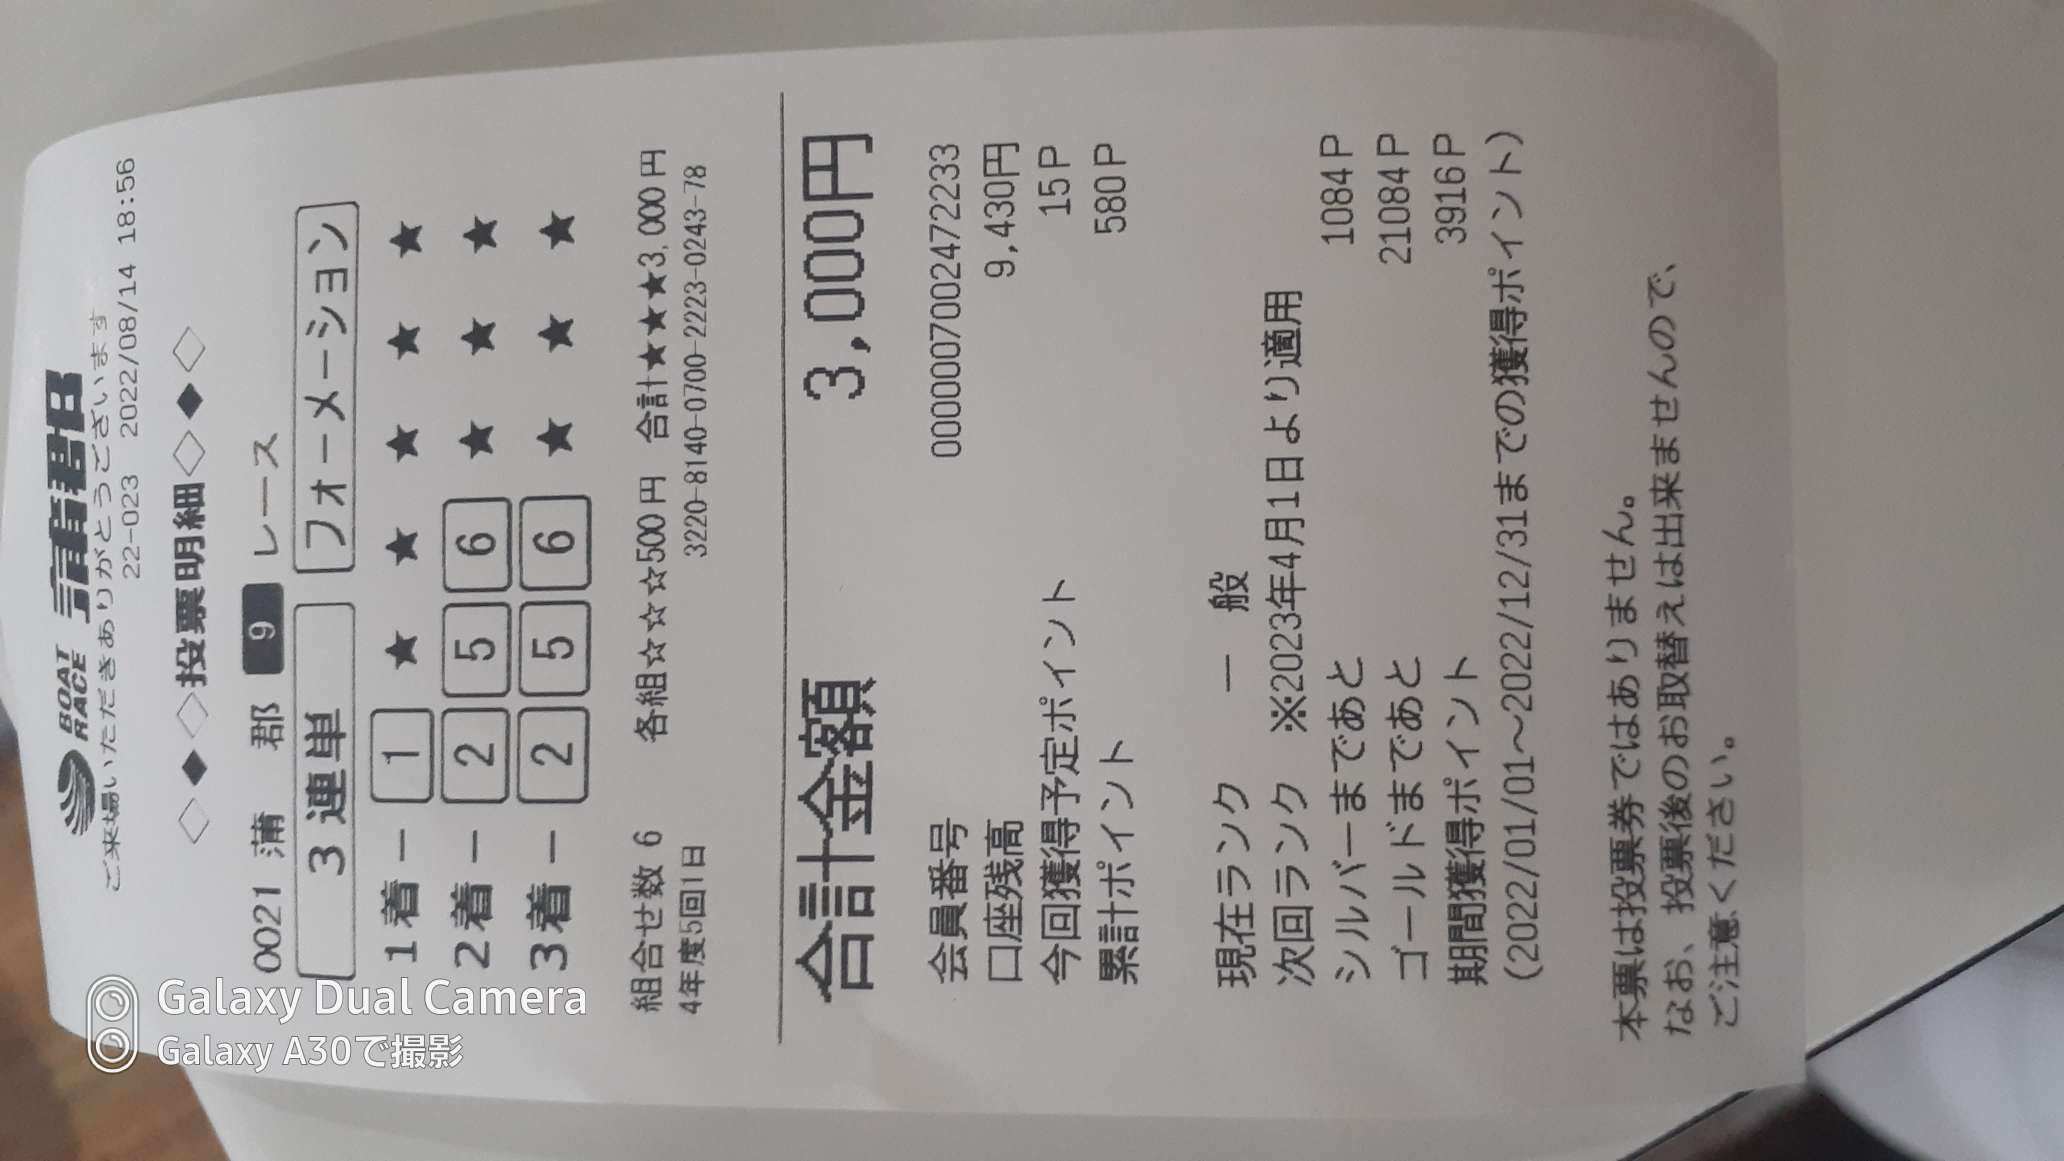 BOAT RACE 蒲郡
ご来場いただきありがとうございます
22-023 2022/08/14 18:56
◇◆◇投票明細◇◆◇
0021 蒲 郡 9 レース
3連単 フォーメーション
1着－ 1 ★ ★ ★ ★ ★
2着－ 2 5 6 ★ ★ ★
3着－ 2 5 6 ★ ★ ★
組合せ数 6 各組☆☆☆500円 合計★★★★3,000円
4年度5回1日 3220-8140-0700-2223-0243-78
合計金額 3,000円
会員番号 0000007002472233
口座残高 9,430円
今回獲得予定ポイント 15P
累計ポイント 580P
現在ランク 一 般
次回ランク ※2023年4月1日より適用
シルバーまであと 1084P
ゴールドまであと 21084P
期間獲得ポイント 3916P
(2022/01/01～2022/12/31までの獲得ポイント)
本票は投票券ではありません。
なお、投票後のお取替えは出来ませんので、
ご注意ください。
Galaxy Dual Camera
Galaxy A30で撮影